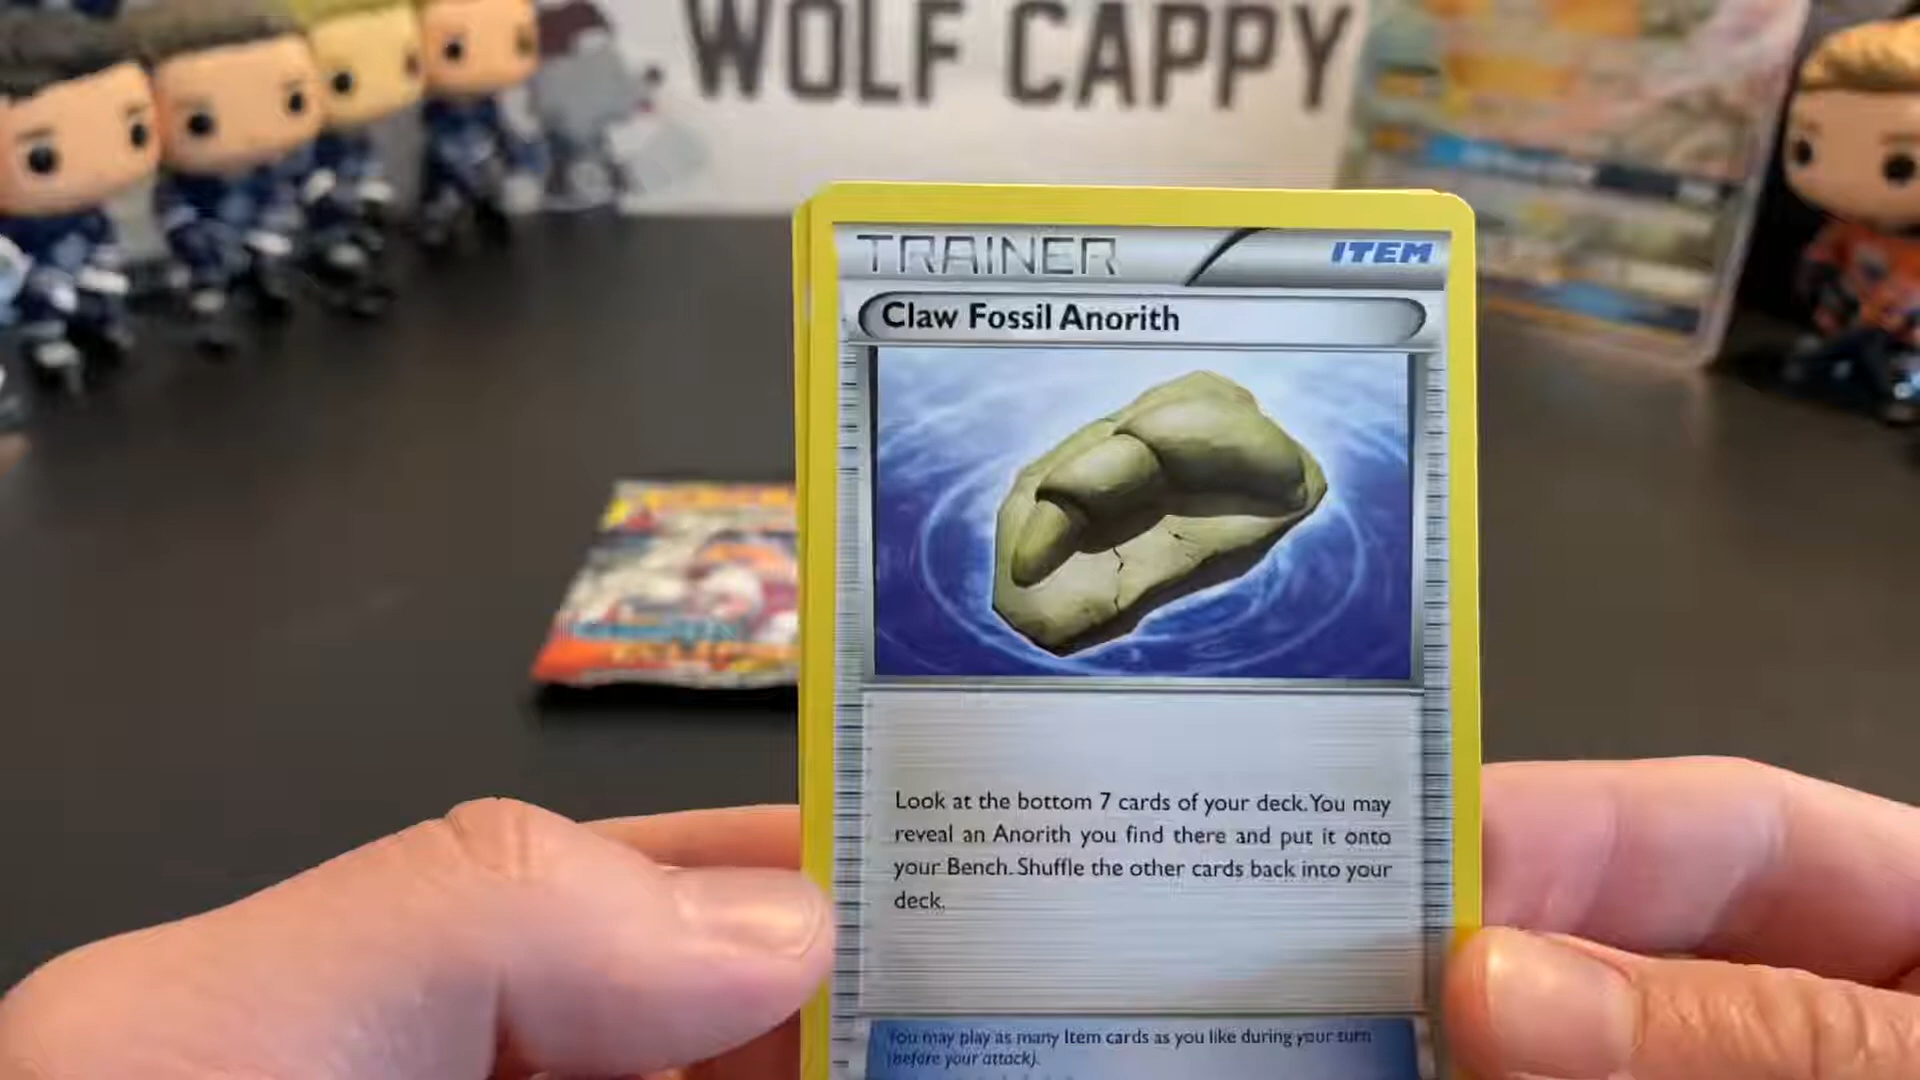 WOLF CAPPY
TRAINER
ITEM
Claw Fossil Anorith
Look at the bottom 7 cards of your deck. You may
reveal an Anorith you find there and put it onto
your Bench. Shuffle the other cards back into your
deck.
You may play as many Item cards as you like during your turn
(before your attack).